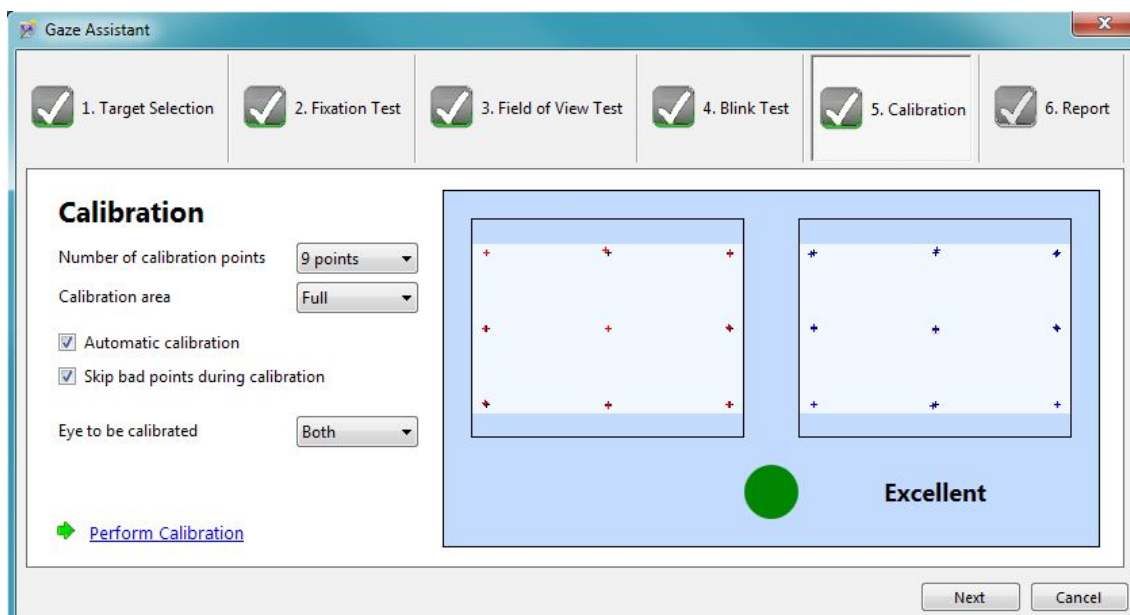 Gaze Assistant
1. Target Selection
2. Fixation Test
3. Field of View Test
4. Blink Test
5. Calibration
6. Report
Calibration
Number of calibration points
9 points
Calibration area
Full
Automatic calibration
Skip bad points during calibration
Eye to be calibrated
Both
Excellent
Perform Calibration
Next
Cancel